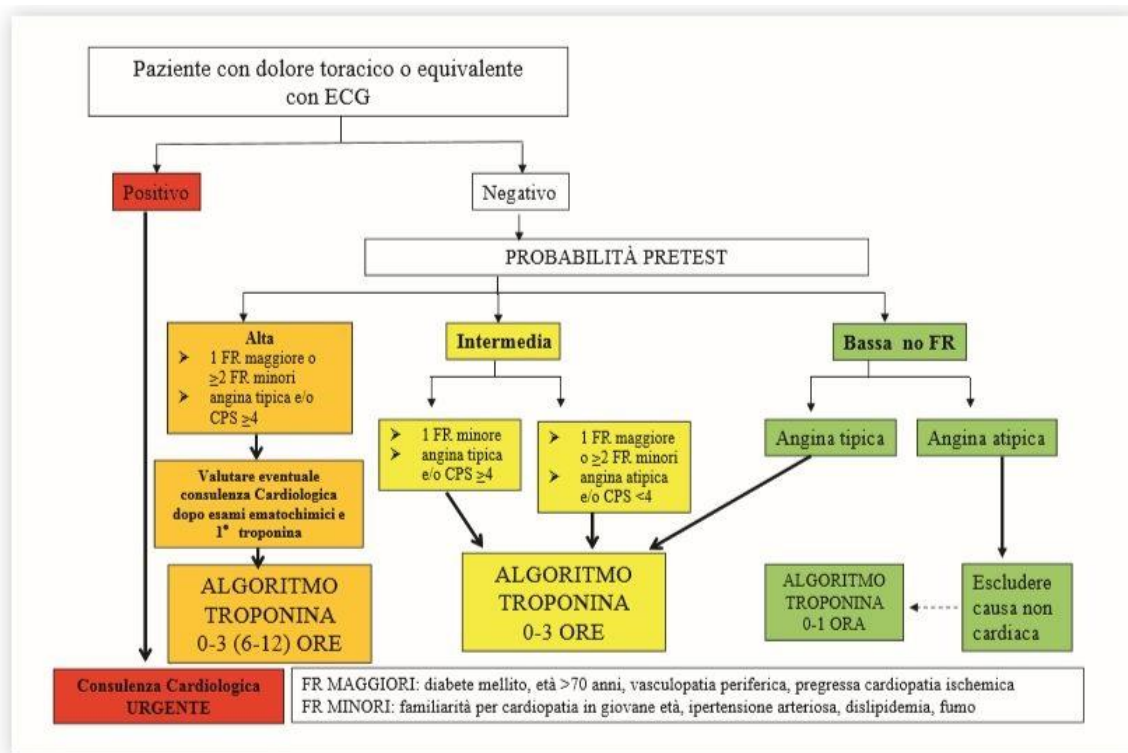 Paziente con dolore toracico o equivalente
con ECG
Positivo
Negativo
PROBABILITÀ PRETEST
Alta
➢ 1 FR maggiore o
≥2 FR minori
➢ angina tipica e/o
CPS ≥4
Intermedia
Bassa no FR
➢ 1 FR minore
➢ angina tipica
e/o CPS ≥4
➢ 1 FR maggiore
o ≥2 FR minori
➢ angina atipica
e/o CPS <4
Angina tipica
Angina atipica
Valutare eventuale
consulenza Cardiologica
dopo esami ematochimici e
1° troponina
ALGORITMO
TROPONINA
0-3 (6-12) ORE
ALGORITMO
TROPONINA
0-3 ORE
ALGORITMO
TROPONINA
0-1 ORA
Escludere
causa non
cardiaca
Consulenza Cardiologica
URGENTE
FR MAGGIORI: diabete mellito, età >70 anni, vasculopatia periferica, pregressa cardiopatia ischemica
FR MINORI: familiarità per cardiopatia in giovane età, ipertensione arteriosa, dislipidemia, fumo